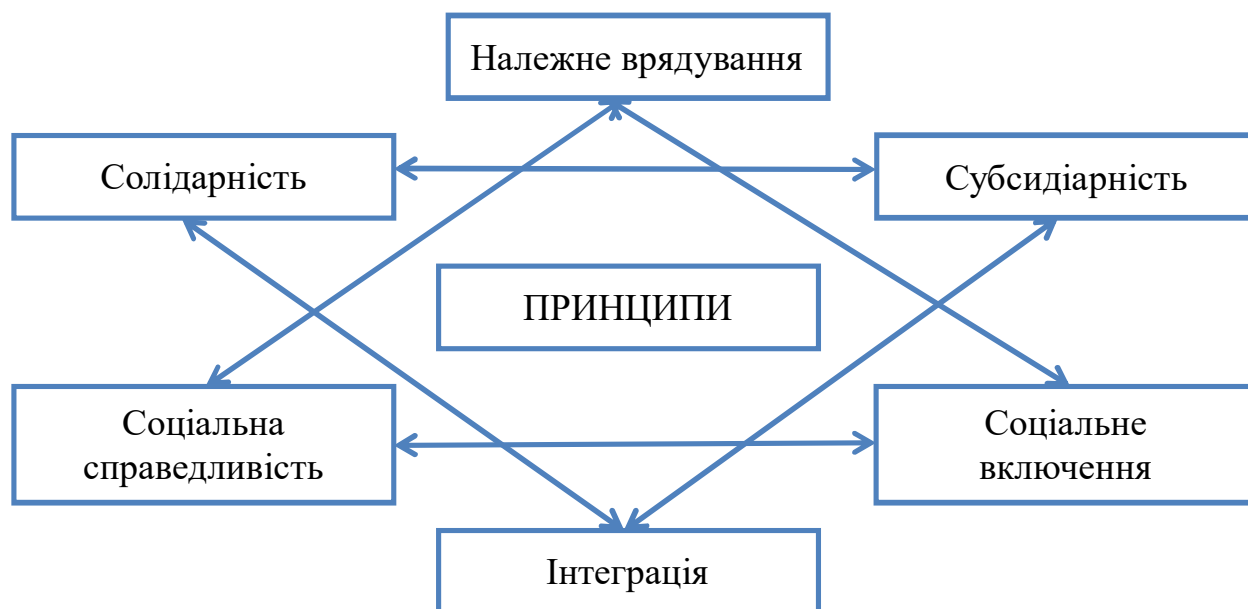 Належне врядування
Солідарність
Субсидіарність
ПРИНЦИПИ
Соціальна
справедливість
Соціальне
включення
Інтеграція